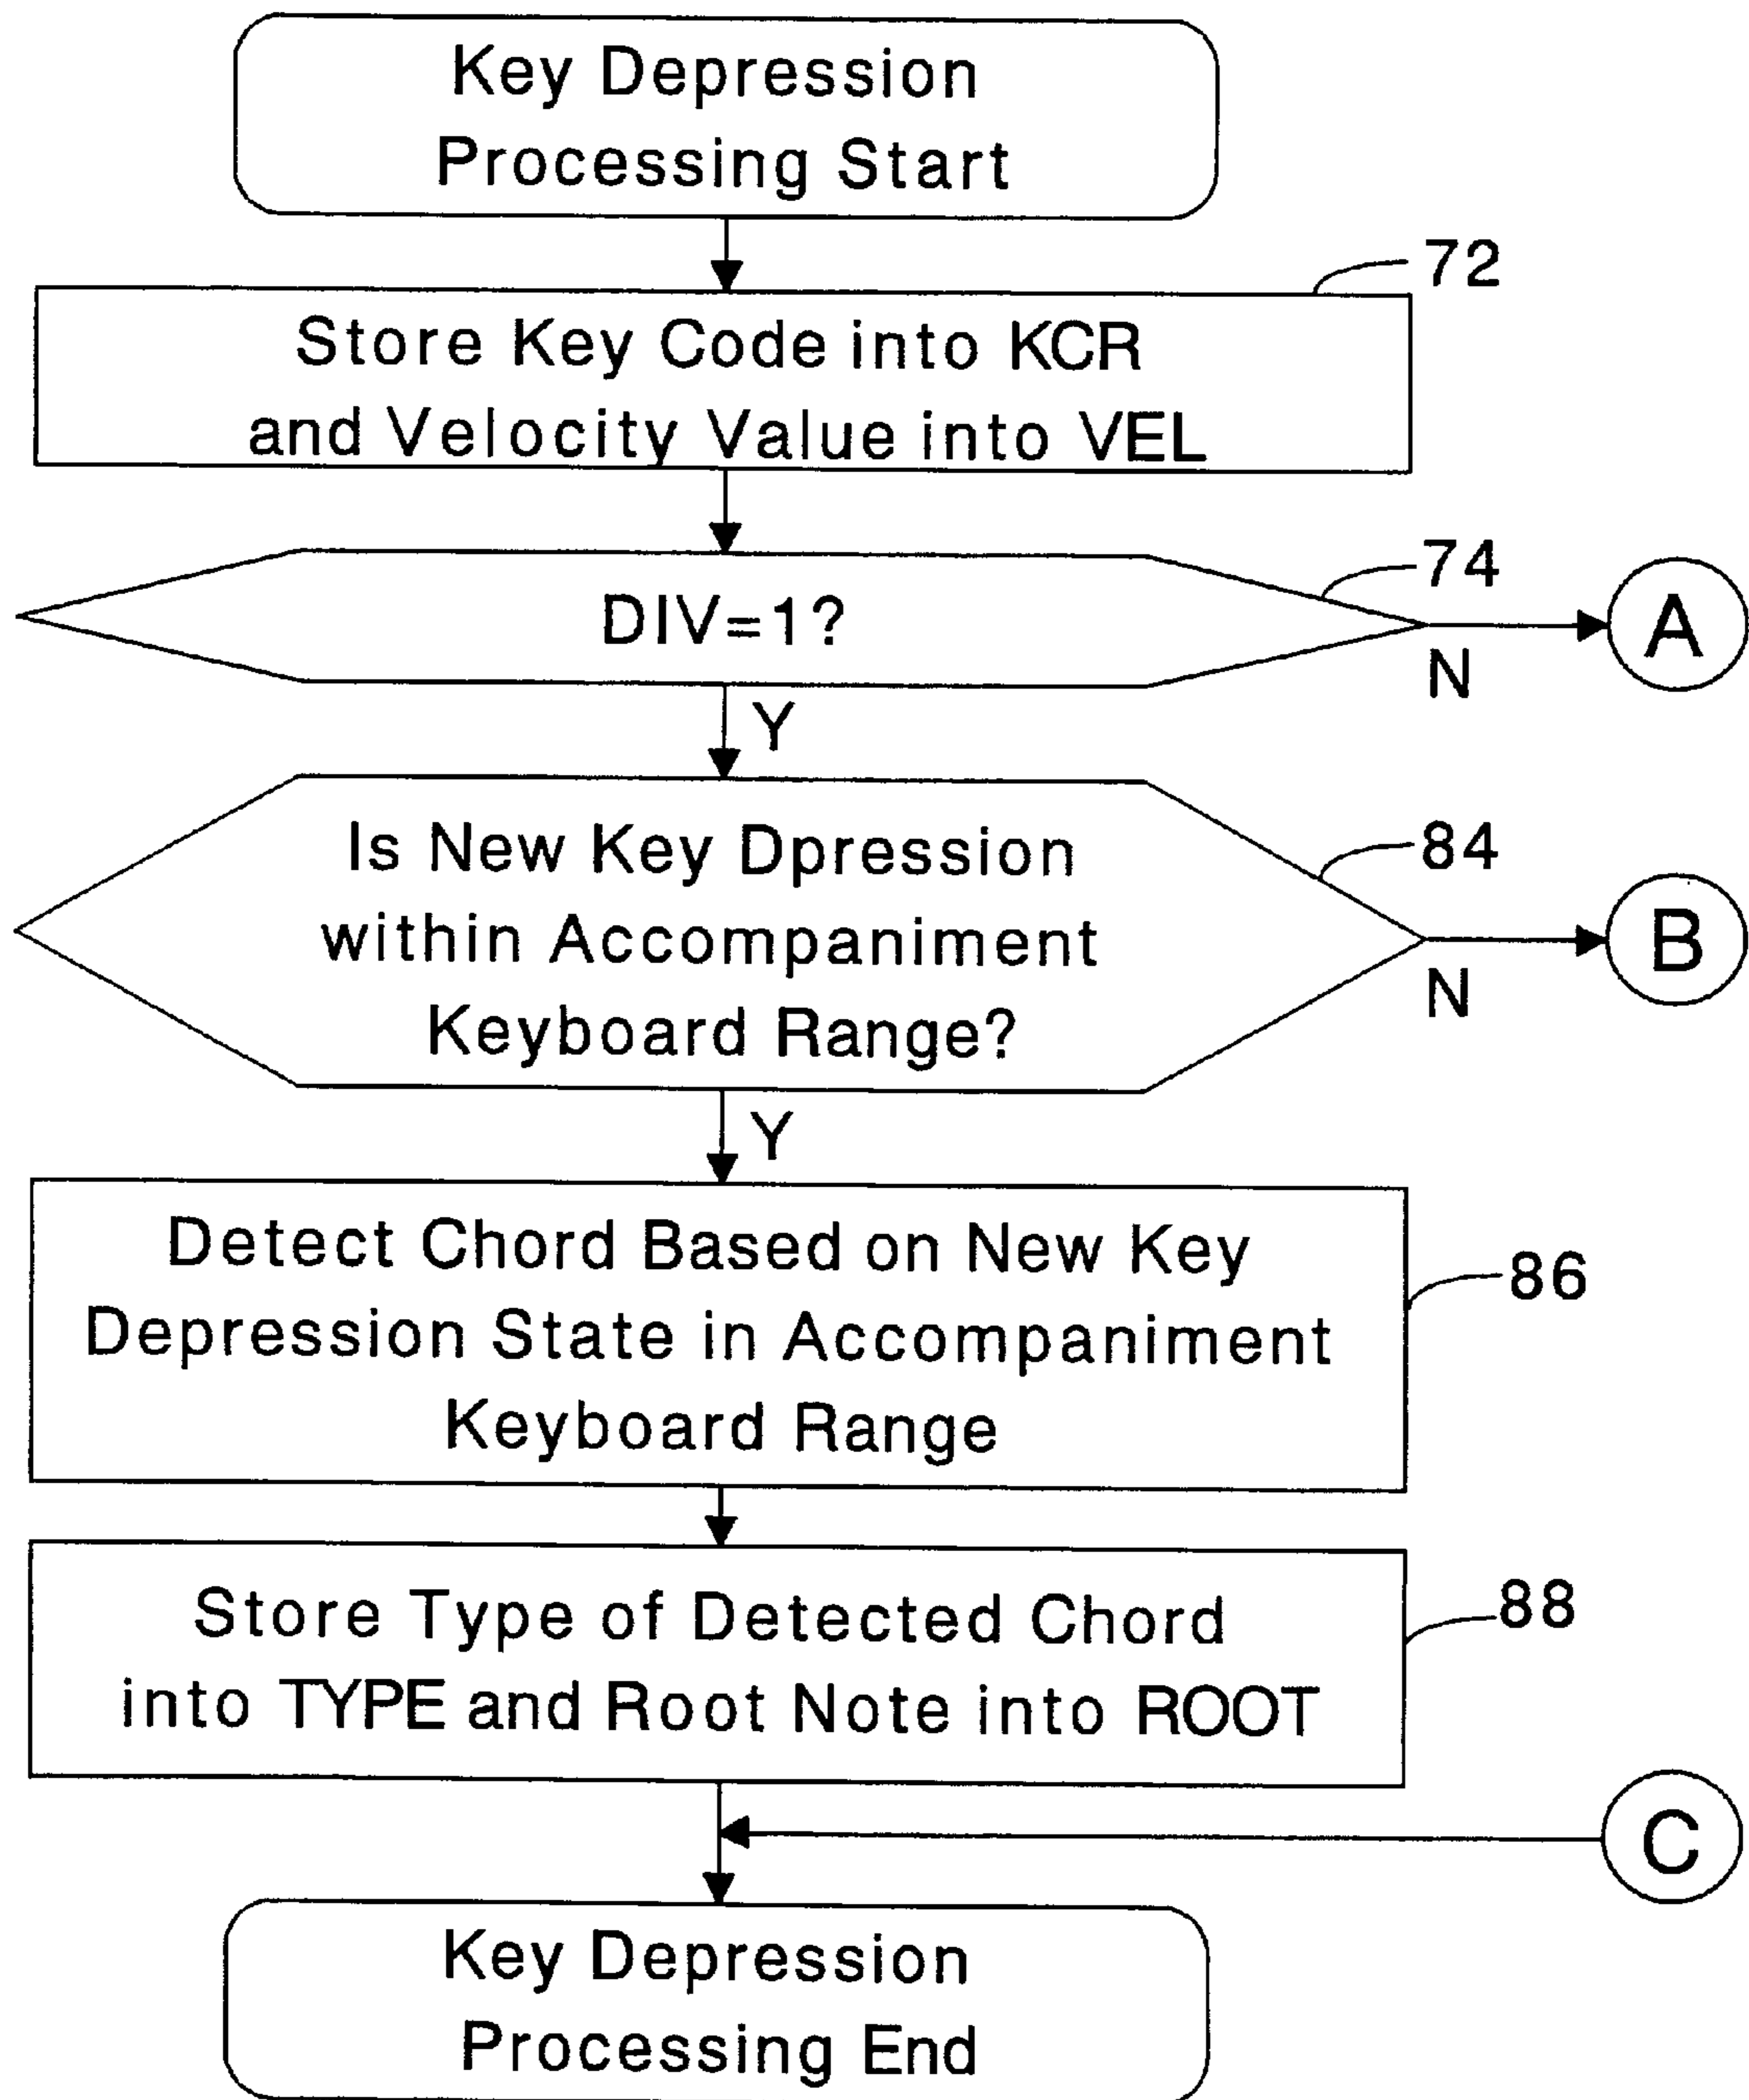 Key Depression
Processing Start
72
Store Key Code into KCR
and Velocity Value into VEL
74
DIV=1?
A
N
Y
Is New Key Dpression
84
within Accompaniment
B
N
Keyboard Range?
Y
Detect Chord Based on New Key
86
Depression State in Accompaniment
Keyboard Range
Store Type of Detected Chord
88
into TYPE and Root Note into ROOT
C
Key Depression
Processing End